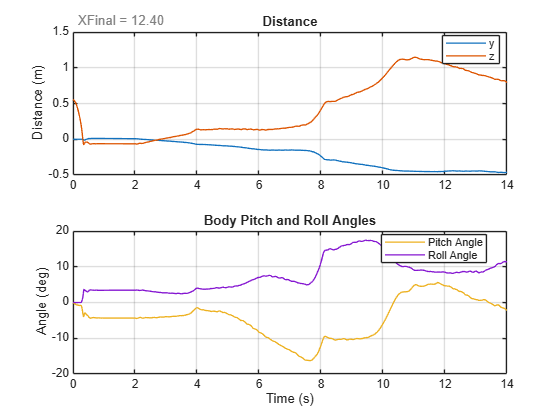 XFinal = 12.40
Distance
1.5
1
0.5
0
-0.5
Distance (m)
y
z
0 2 4 6 8 10 12 14
Body Pitch and Roll Angles
20
10
0
-10
-20
Angle (deg)
Pitch Angle
Roll Angle
0 2 4 6 8 10 12 14
Time (s)